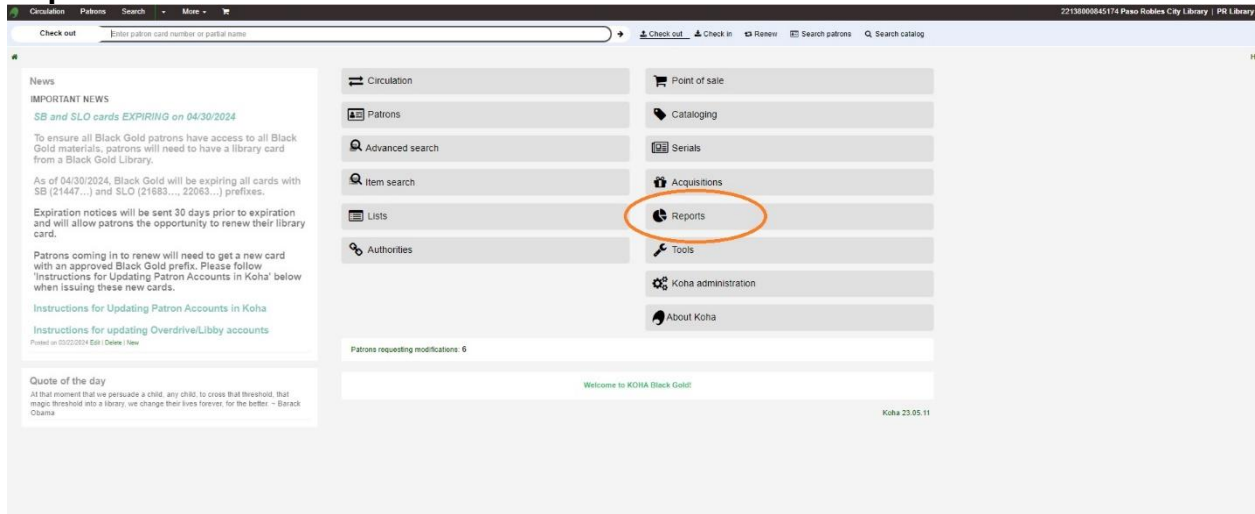 Circulation Patrons Search More
22138000845174 Paso Robles City Library | PR Library
Check out Enter patron card number or partial name Check out Check in Renew Search patrons Search catalog
News
IMPORTANT NEWS
SB and SLO cards EXPIRING on 04/30/2024
To ensure all Black Gold patrons have access to all Black
Gold materials, patrons will need to have a library card
from a Black Gold Library.
As of 04/30/2024, Black Gold will be expiring all cards with
SB (21447...) and SLO (21683..., 22063...) prefixes.
Expiration notices will be sent 30 days prior to expiration
and will allow patrons the opportunity to renew their library
card.
Patrons coming in to renew will need to get a new card
with an approved Black Gold prefix. Please follow
'Instructions for Updating Patron Accounts in Koha' below
when issuing these new cards.
Instructions for Updating Patron Accounts in Koha
Instructions for updating Overdrive/Libby accounts
Posted on 03/22/2024 Edit | Delete | New
Quote of the day
At that moment that we persuade a child, any child, to cross that threshold, that
magic threshold into a library, we change their lives forever, for the better. ~ Barack
Obama
Circulation
Patrons
Advanced search
Item search
Lists
Authorities
Point of sale
Cataloging
Serials
Acquisitions
Reports
Tools
Koha administration
About Koha
Patrons requesting modifications: 6
Welcome to KOHA Black Gold!
Koha 23.05.11